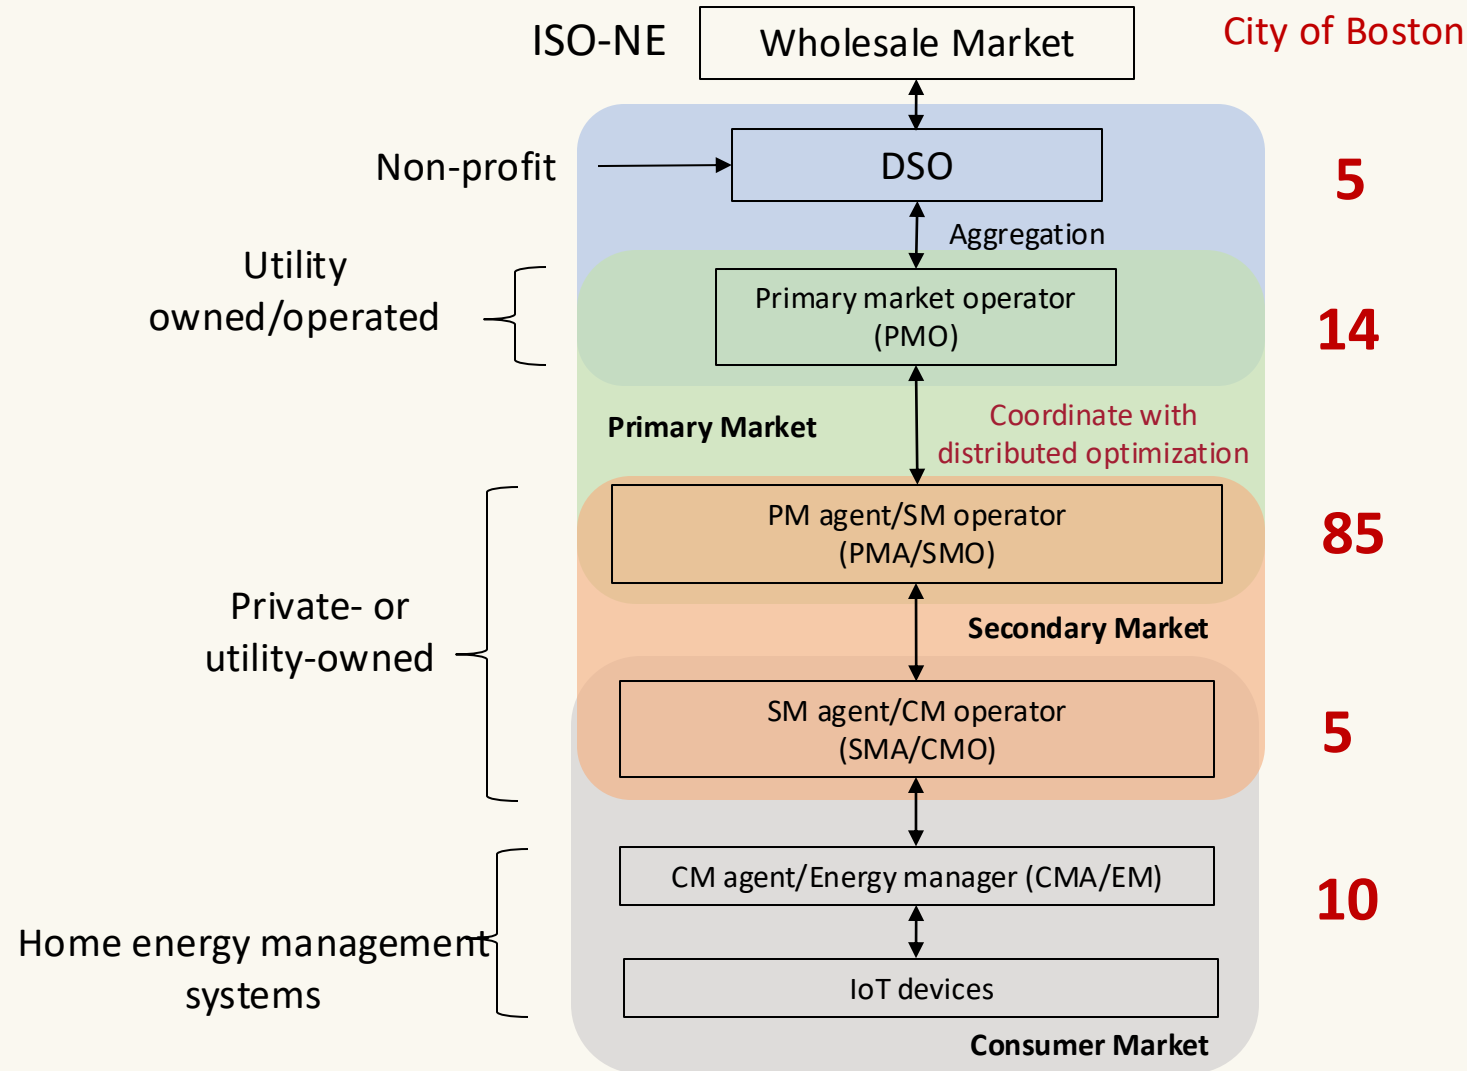 ISO-NE
Wholesale Market
City of Boston
Non-profit
DSO
5
Aggregation
Utility
owned/operated
Primary market operator
(PMO)
14
Primary Market
Coordinate with
distributed optimization
PM agent/SM operator
(PMA/SMO)
85
Private- or
utility-owned
Secondary Market
SM agent/CM operator
(SMA/CMO)
5
CM agent/Energy manager (CMA/EM)
10
Home energy management
systems
IoT devices
Consumer Market